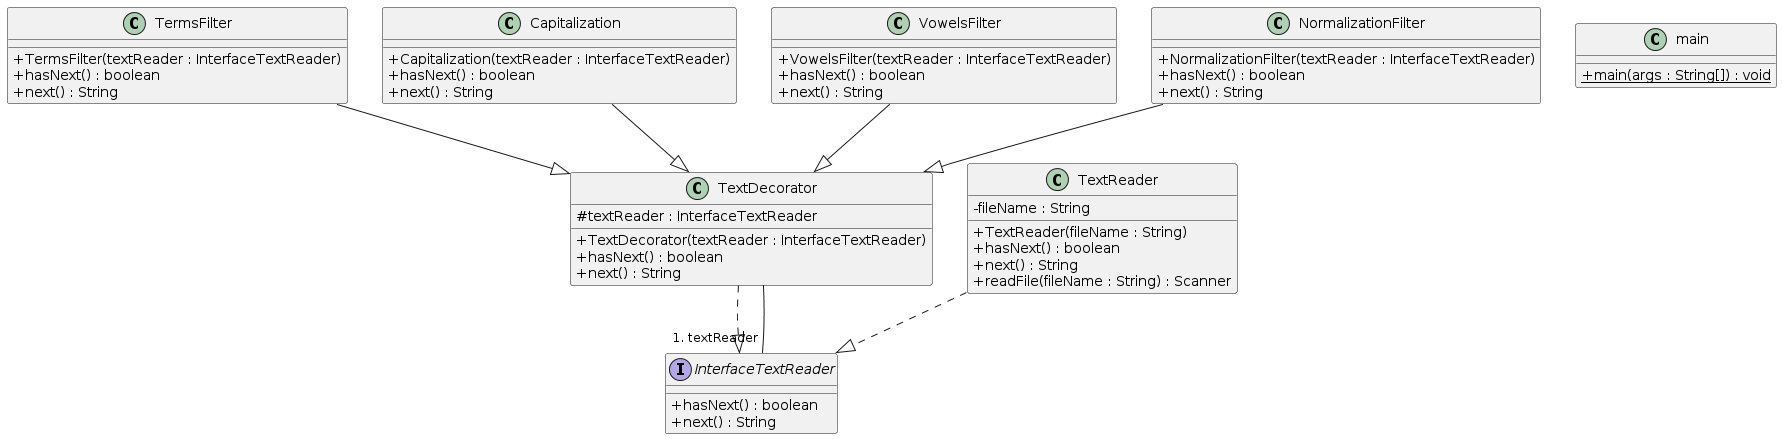 C TermsFilter
+TermsFilter(textReader : InterfaceTextReader)
+hasNext() : boolean
+next() : String
C Capitalization
+Capitalization(textReader : InterfaceTextReader)
+hasNext() : boolean
+next() : String
C VowelsFilter
+VowelsFilter(textReader : InterfaceTextReader)
+hasNext() : boolean
+next() : String
C NormalizationFilter
+NormalizationFilter(textReader : InterfaceTextReader)
+hasNext() : boolean
+next() : String
C main
+main(args : String[]) : void
C TextDecorator
#textReader : InterfaceTextReader
+TextDecorator(textReader : InterfaceTextReader)
+hasNext() : boolean
+next() : String
C TextReader
-fileName : String
+TextReader(fileName : String)
+hasNext() : boolean
+next() : String
+readFile(fileName : String) : Scanner
1. textReader
I InterfaceTextReader
+hasNext() : boolean
+next() : String